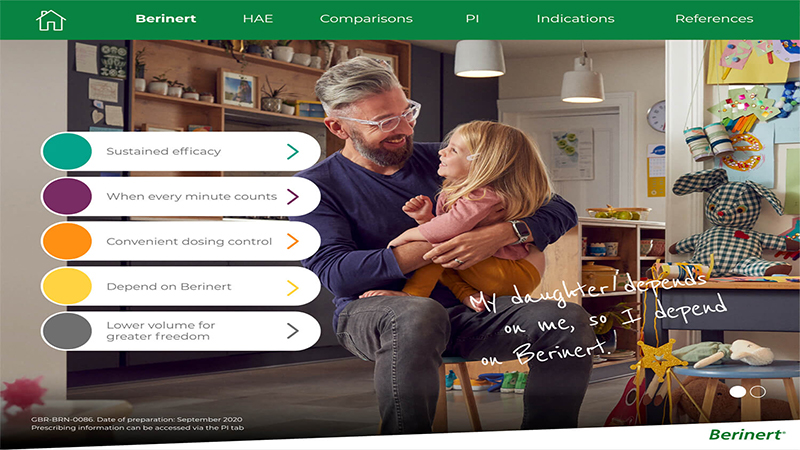 Berinert HAE Comparisons PI Indications References
Sustained efficacy
When every minute counts
Convenient dosing control
Depend on Berinert
Lower volume for
greater freedom
My daughter depends
on me, so I depend
on Berinert!
GBR-BRN-0086. Date of preparation: September 2020
Prescribing information can be accessed via the PI tab
Berinert®